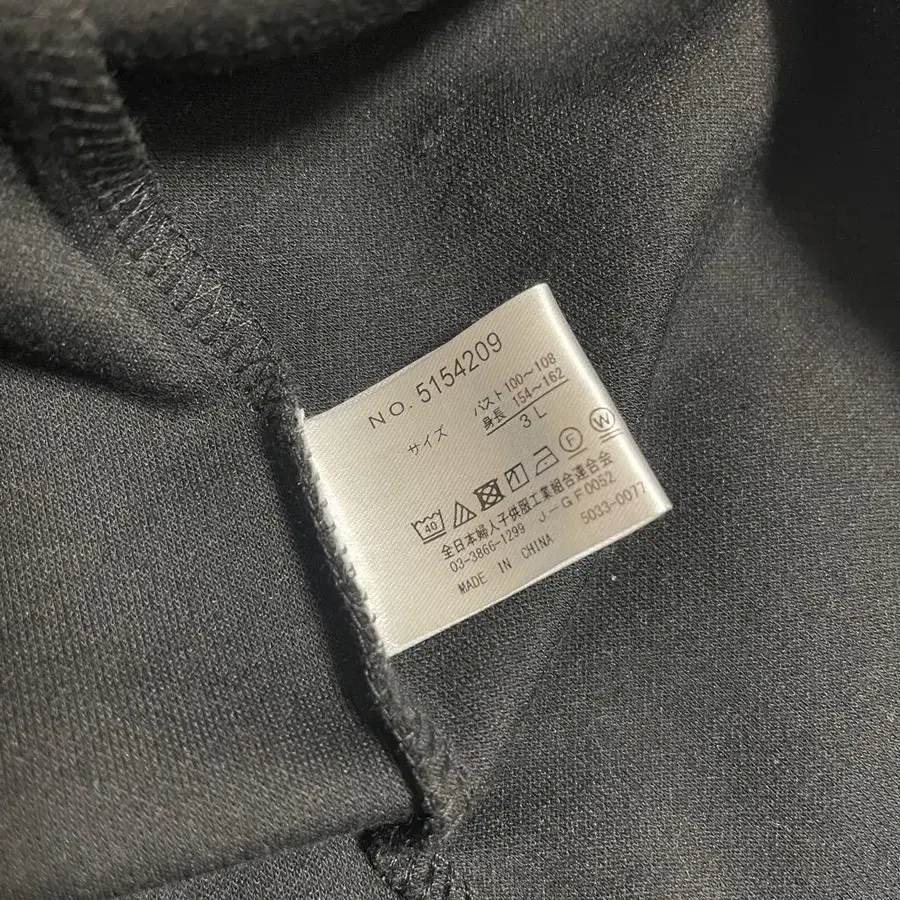 NO. 5154209
サイズ バスト 100~108
身長 154~162
3L
40 F W
全日本婦人子供服工業組合連合会
03-3866-1299 J-GF0052
MADE IN CHINA 5033-0077